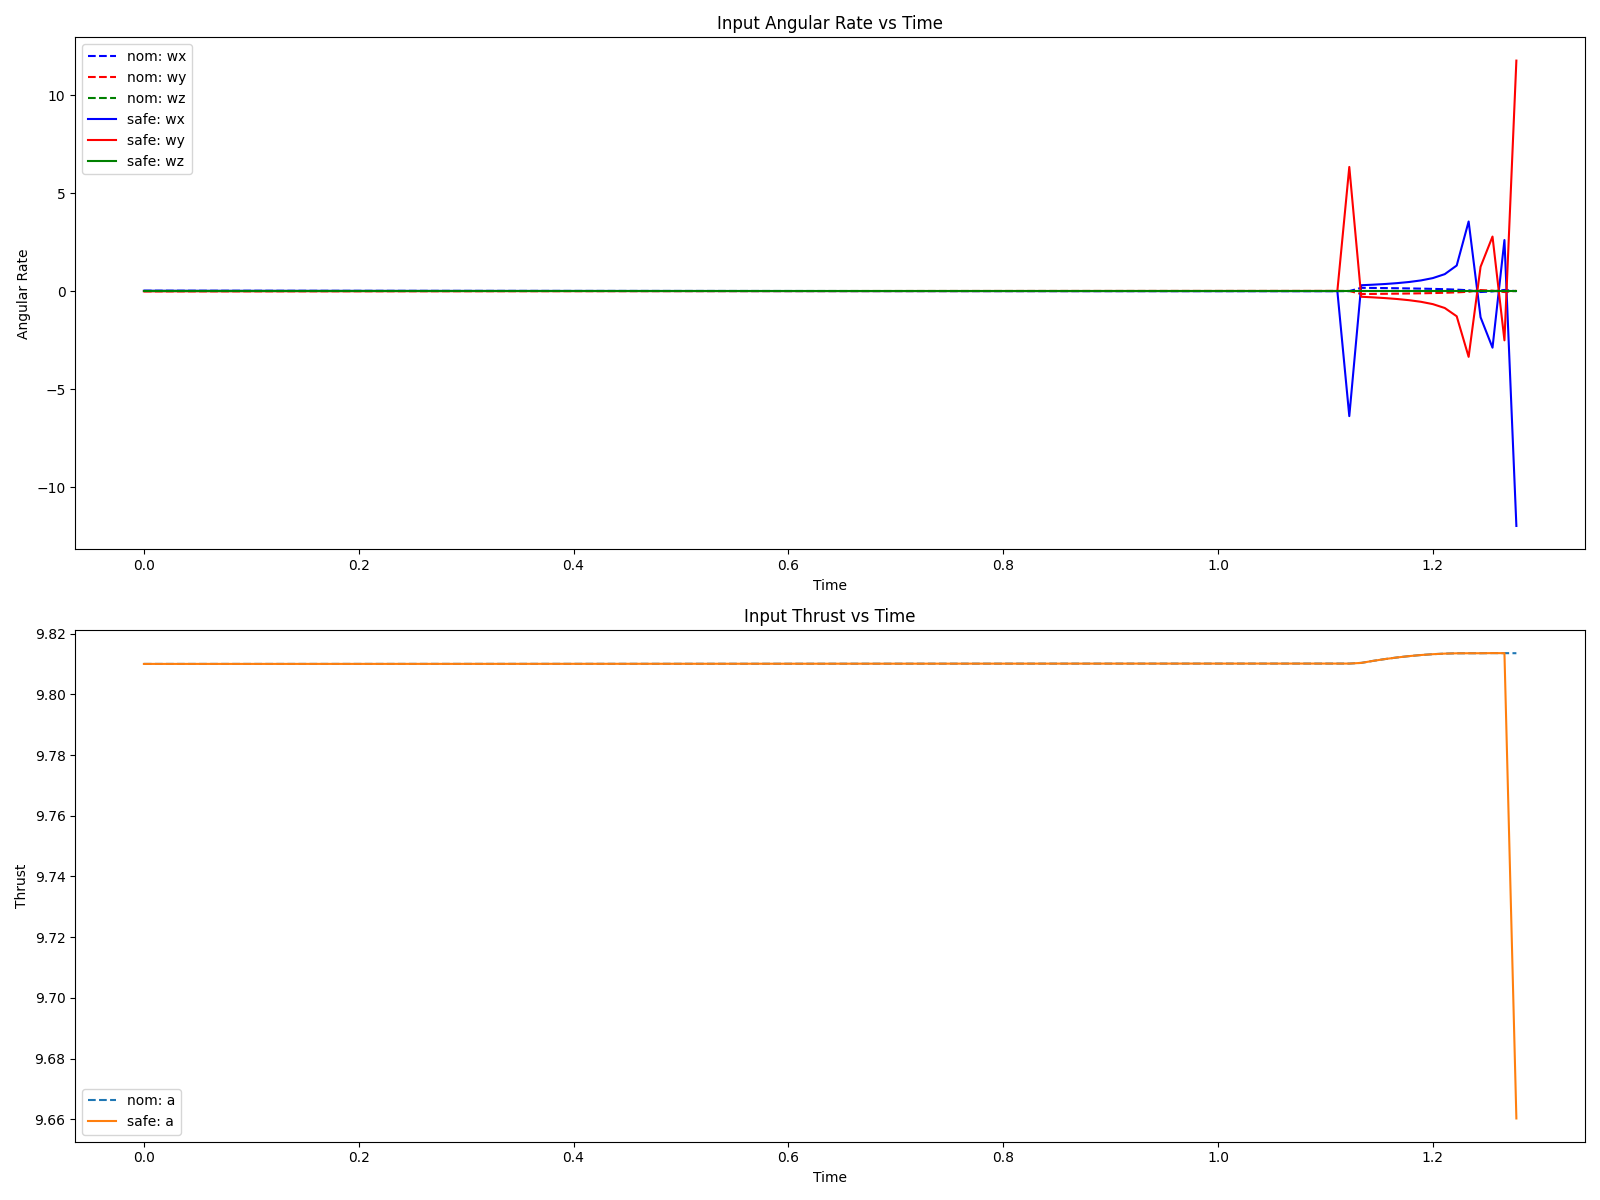 Input Angular Rate vs Time
nom: wx
nom: wy
nom: wz
safe: wx
safe: wy
safe: wz
10
5
0
−5
−10
Angular Rate
0.0 0.2 0.4 0.6 0.8 1.0 1.2
Time
Input Thrust vs Time
9.82
9.80
9.78
9.76
9.74
9.72
9.70
9.68
9.66
Thrust
nom: a
safe: a
0.0 0.2 0.4 0.6 0.8 1.0 1.2
Time